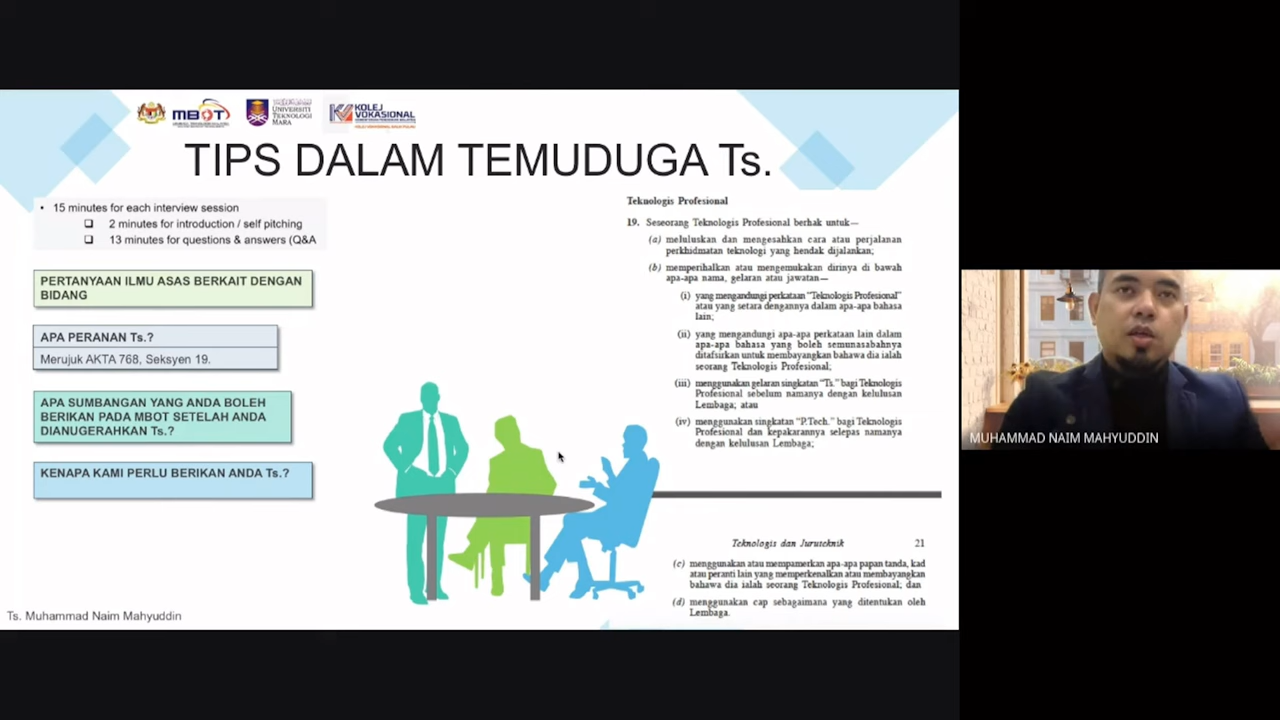 MBOT
UNIVERSITI
TEKNOLOGI
MARA
KOLEJ
VOKASIONAL
TIPS DALAM TEMUDUGA Ts.
• 15 minutes for each interview session
2 minutes for introduction / self pitching
13 minutes for questions & answers (Q&A
PERTANYAAN ILMU ASAS BERKAIT DENGAN
BIDANG
APA PERANAN Ts.?
Merujuk AKTA 768, Seksyen 19.
APA SUMBANGAN YANG ANDA BOLEH
BERIKAN PADA MBOT SETELAH ANDA
DIANUGERAHKAN Ts.?
KENAPA KAMI PERLU BERIKAN ANDA Ts.?
Teknologis Profesional
19. Seseorang Teknologis Profesional berhak untuk—
(a) meluluskan dan mengesahkan cara atau perjalanan
perkhidmatan teknologi yang hendak dijalankan;
(b) memperihalkan atau mengemukakan dirinya di bawah
apa-apa nama, gelaran atau jawatan—
(i) yang mengandungi perkataan “Teknologis Profesional”
atau yang setara dengannya dalam apa-apa bahasa
lain;
(ii) yang mengandungi apa-apa perkataan lain dalam
apa-apa bahasa yang boleh semunasabahnya
ditafsirkan untuk membayangkan bahawa dia ialah
seorang Teknologis Profesional;
(iii) menggunakan gelaran singkatan “Ts.” bagi Teknologis
Profesional sebelum namanya dengan kelulusan
Lembaga; atau
(iv) menggunakan singkatan “P.Tech.” bagi Teknologis
Profesional dan kepakarannya selepas namanya
dengan kelulusan Lembaga;
Teknologis dan Juruteknik 21
(c) menggunakan atau mempamerkan apa-apa papan tanda, kad
atau peranti lain yang memperkenalkan atau membayangkan
bahawa dia ialah seorang Teknologis Profesional; dan
(d) menggunakan cap sebagaimana yang ditentukan oleh
Lembaga.
Ts. Muhammad Naim Mahyuddin
MUHAMMAD NAIM MAHYUDDIN